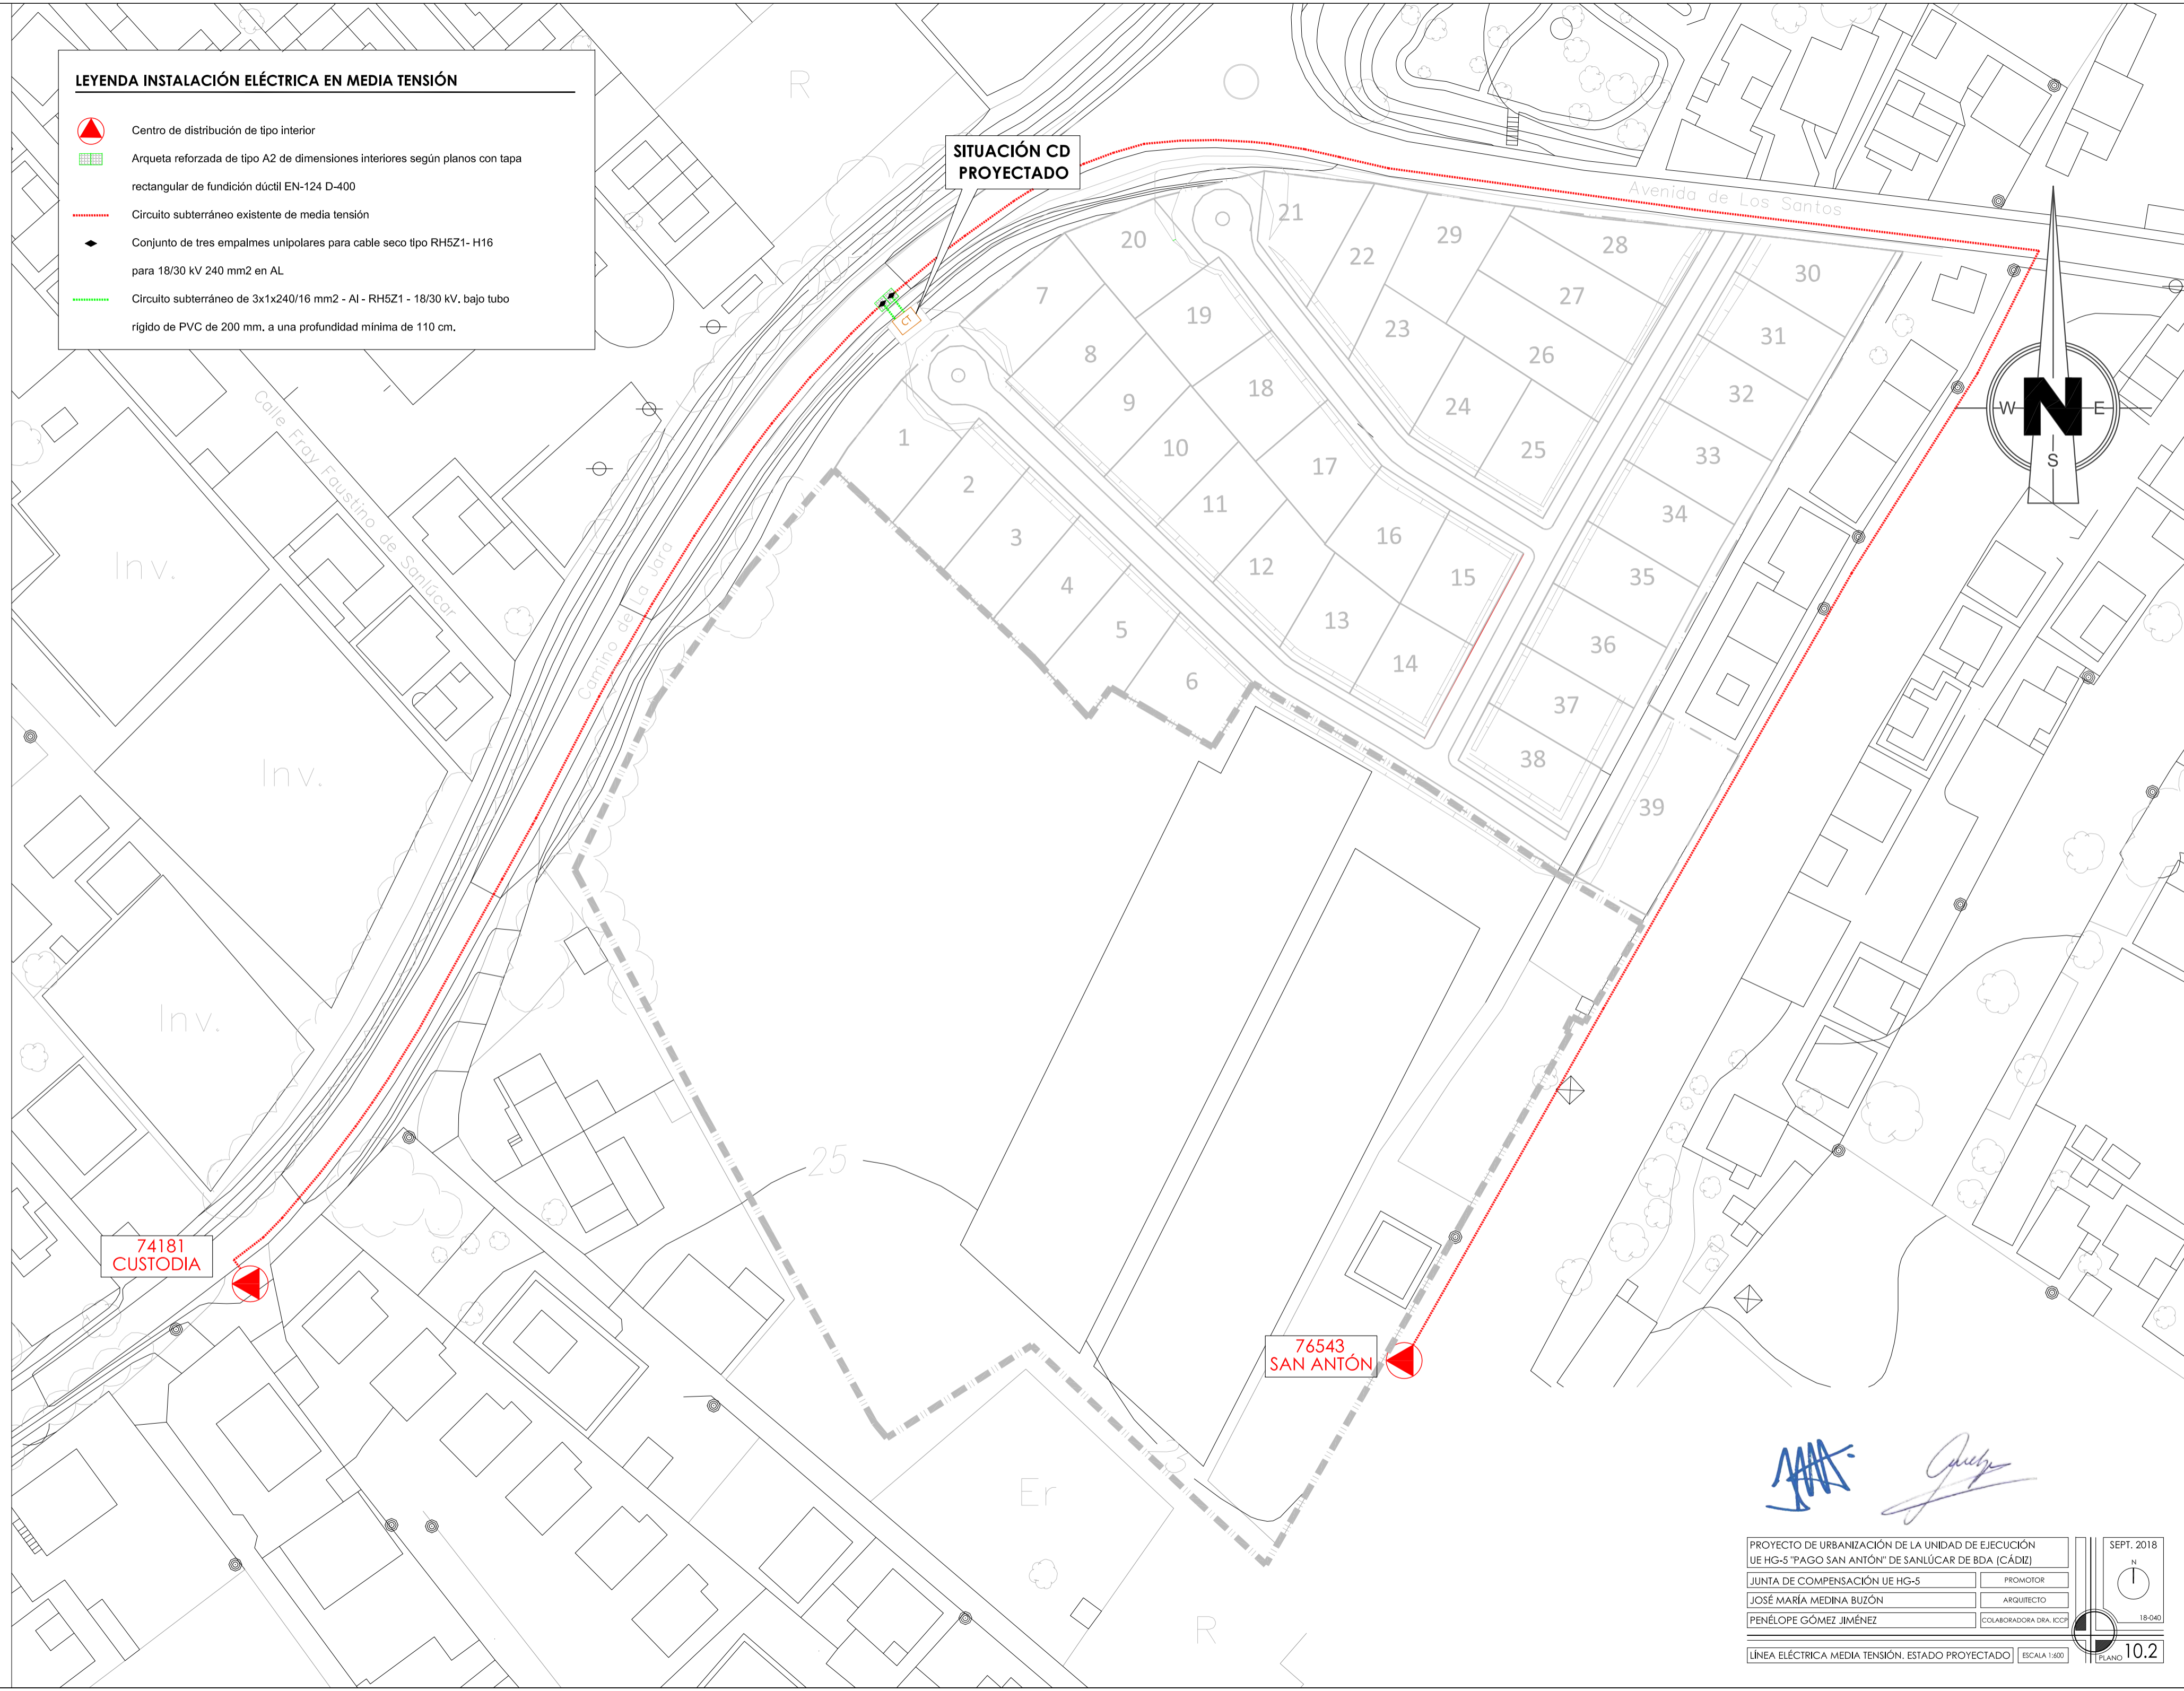 LEYENDA INSTALACIÓN ELÉCTRICA EN MEDIA TENSIÓN
Centro de distribución de tipo interior
Arqueta reforzada de tipo A2 de dimensiones interiores según planos con tapa
rectangular de fundición dúctil EN-124 D-400
Circuito subterráneo existente de media tensión
Conjunto de tres empalmes unipolares para cable seco tipo RH5Z1- H16
para 18/30 kV 240 mm2 en AL
Circuito subterráneo de 3x1x240/16 mm2 - Al - RH5Z1 - 18/30 kV. bajo tubo
rígido de PVC de 200 mm. a una profundidad mínima de 110 cm.
R
SITUACIÓN CD
PROYECTADO
Avenida de Los Santos
CT
Calle Fray Faustino de Sanlúcar
Camino de La Jara
Inv.
Inv.
Inv.
1
2
3
4
5
6
7
8
9
10
11
12
13
14
15
16
17
18
19
20
21
22
23
24
25
26
27
28
29
30
31
32
33
34
35
36
37
38
39
N
W
E
S
25
74181
CUSTODIA
76543
SAN ANTÓN
Er
R
PROYECTO DE URBANIZACIÓN DE LA UNIDAD DE EJECUCIÓN
UE HG-5 "PAGO SAN ANTÓN" DE SANLÚCAR DE BDA (CÁDIZ)
JUNTA DE COMPENSACIÓN UE HG-5
PROMOTOR
JOSÉ MARÍA MEDINA BUZÓN
ARQUITECTO
PENÉLOPE GÓMEZ JIMÉNEZ
COLABORADORA DRA. ICCP
LÍNEA ELÉCTRICA MEDIA TENSIÓN. ESTADO PROYECTADO
ESCALA 1:600
SEPT. 2018
N
18-040
PLANO 10.2